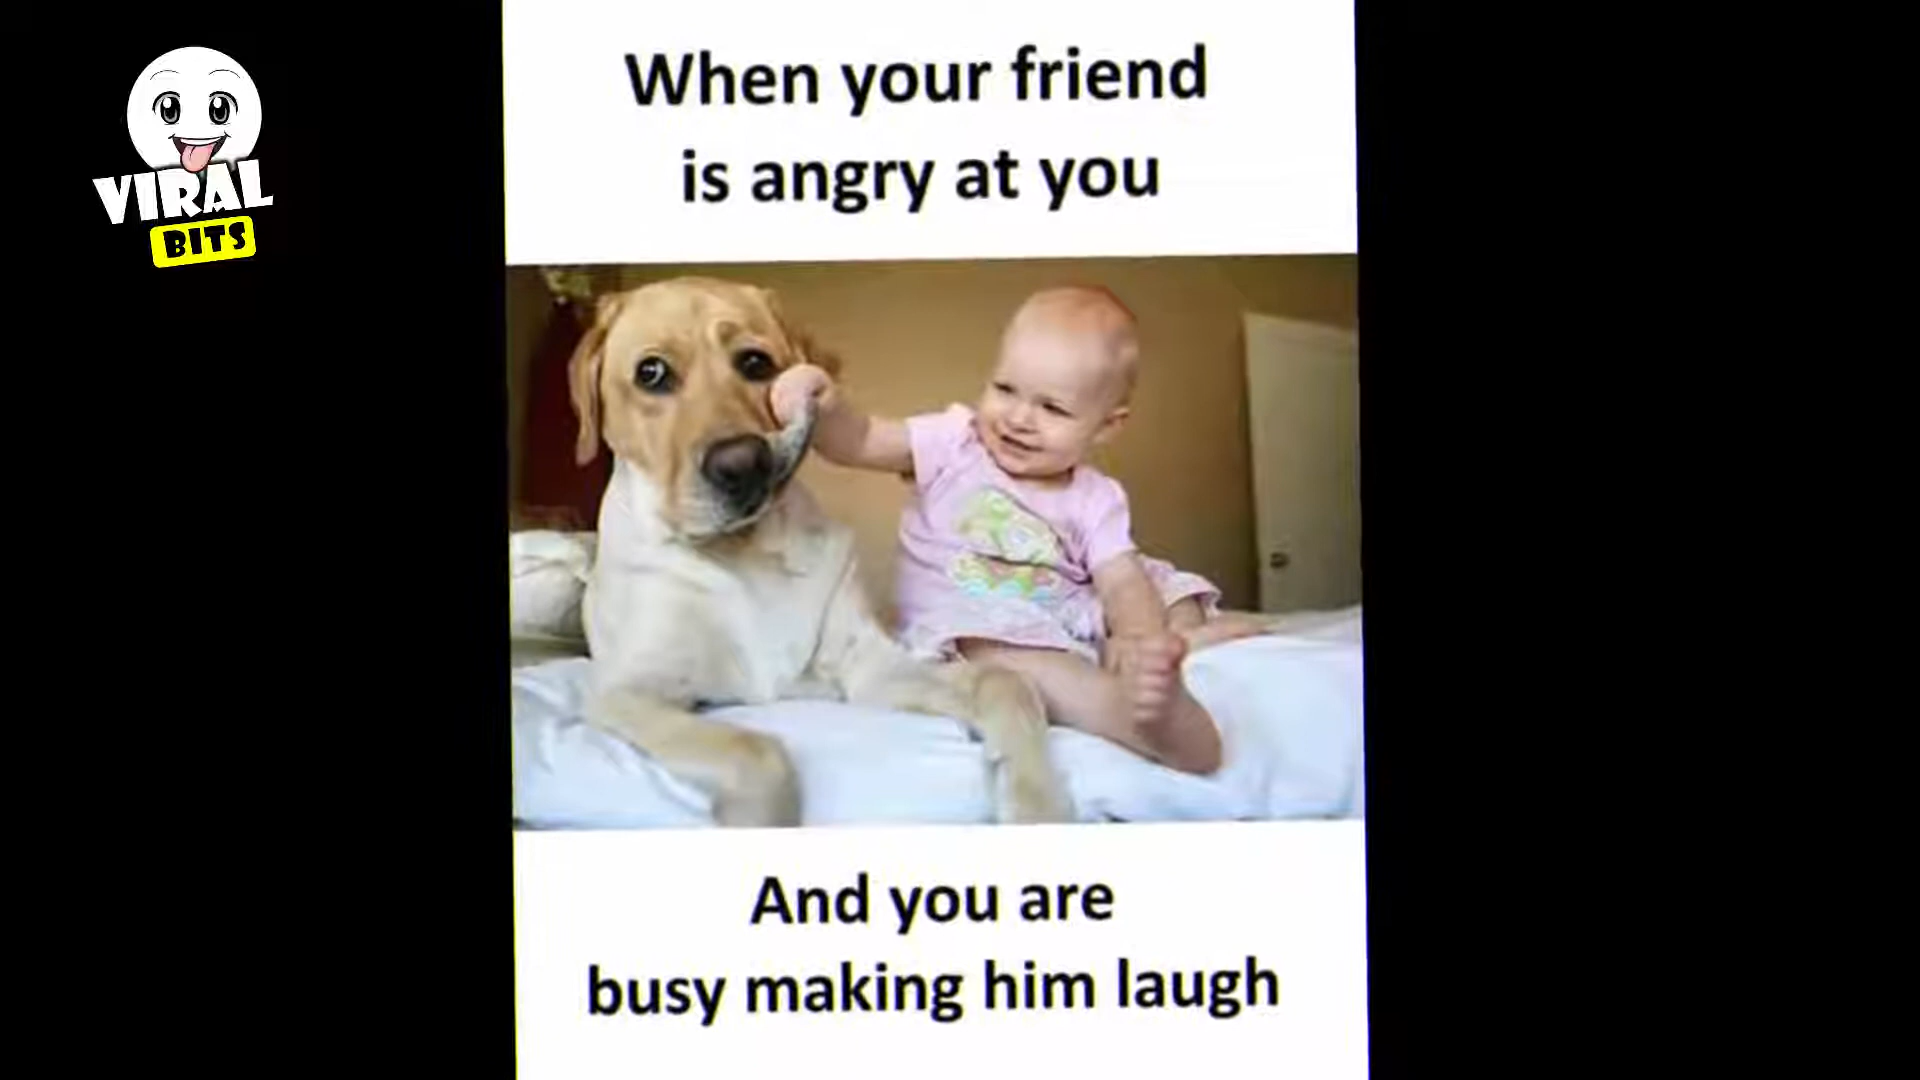 VIRAL
BITS
When your friend
is angry at you
And you are
busy making him laugh